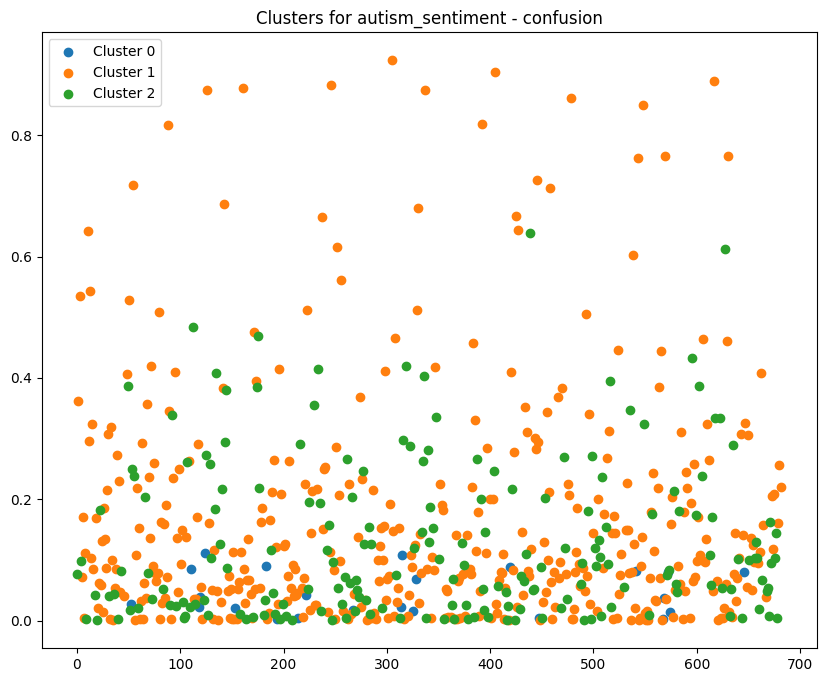 Clusters for autism_sentiment - confusion
Cluster 0
Cluster 1
Cluster 2
0.8
0.6
0.4
0.2
0.0
0 100 200 300 400 500 600 700